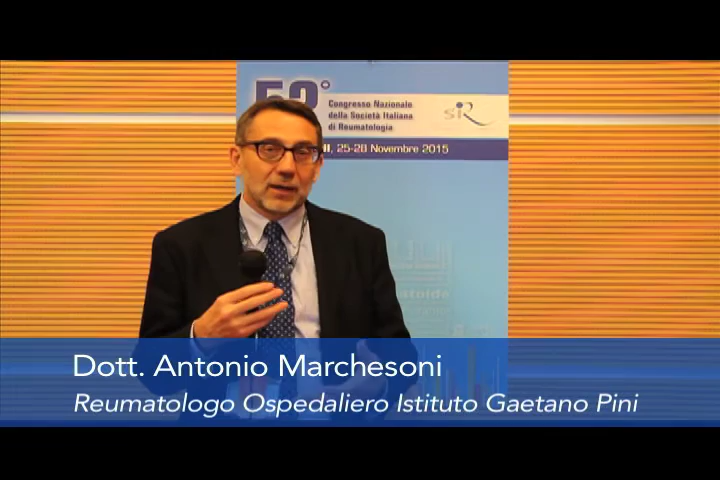 Congresso Nazionale
della Società Italiana
di Reumatologia
SIR
25-28 Novembre 2015
Dott. Antonio Marchesoni
Reumatologo Ospedaliero Istituto Gaetano Pini